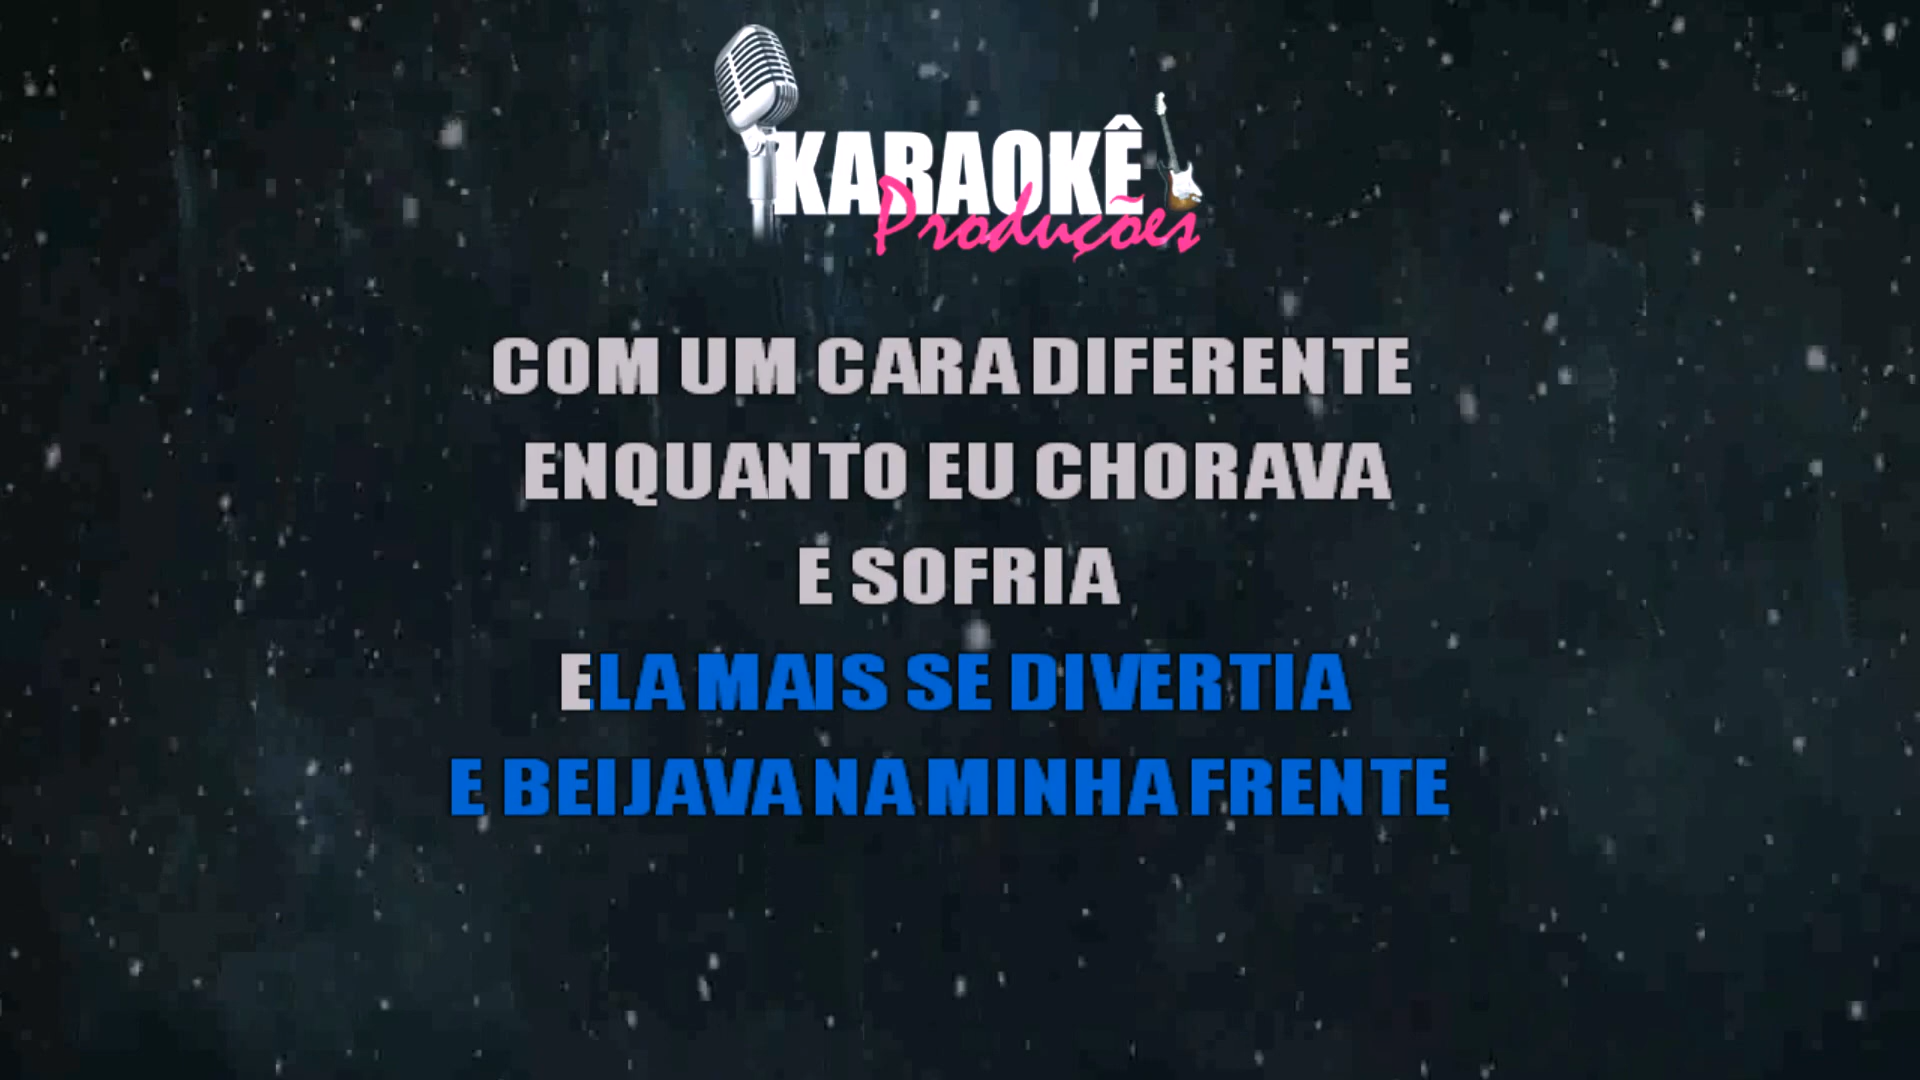 KARAOKÊ
Produções
COM UM CARA DIFERENTE
ENQUANTO EU CHORAVA
E SOFRIA
ELA MAIS SE DIVERTIA
E BEIJAVA NA MINHA FRENTE